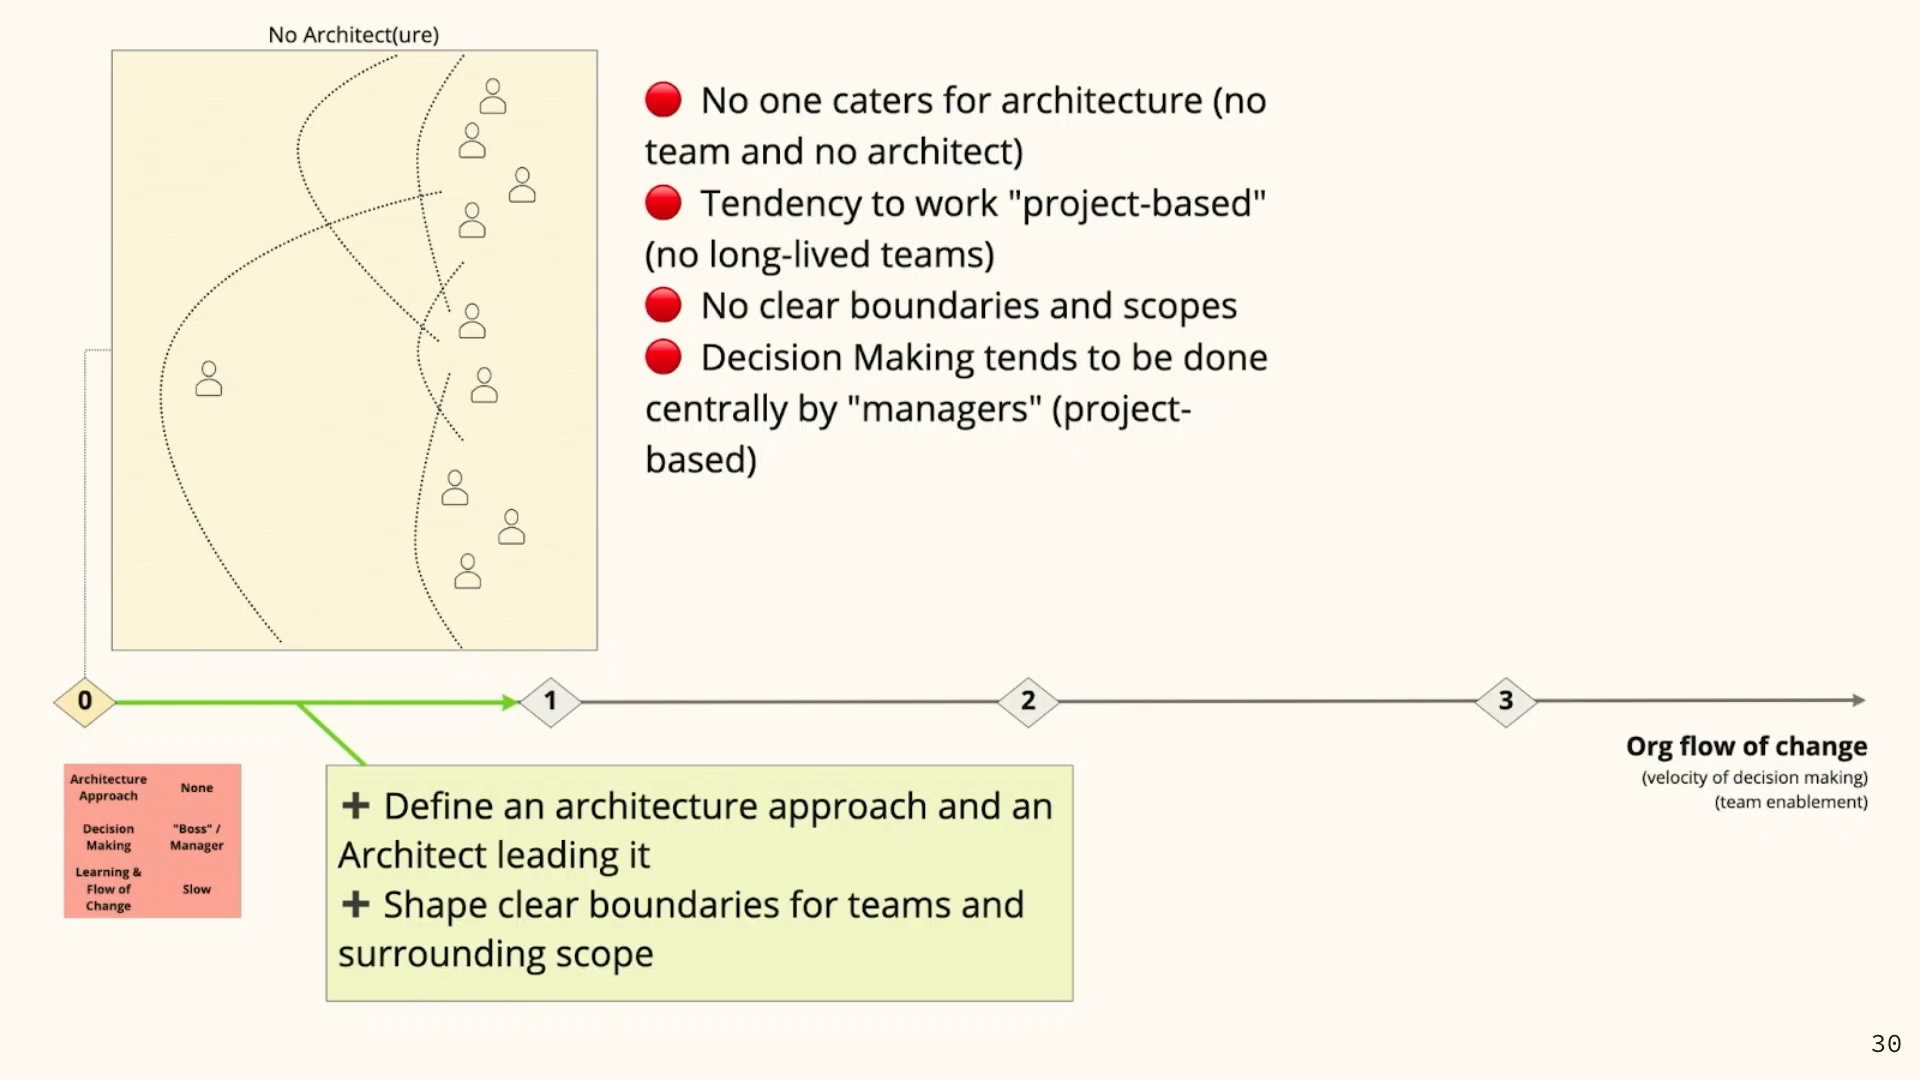 No Architect(ure)
🔴 No one caters for architecture (no
team and no architect)
🔴 Tendency to work "project-based"
(no long-lived teams)
🔴 No clear boundaries and scopes
🔴 Decision Making tends to be done
centrally by "managers" (project-
based)
0
1
2
3
Org flow of change
(velocity of decision making)
(team enablement)
Architecture
Approach
None
Decision
Making
"Boss" /
Manager
Learning &
Flow of
Change
Slow
➕ Define an architecture approach and an
Architect leading it
➕ Shape clear boundaries for teams and
surrounding scope
30